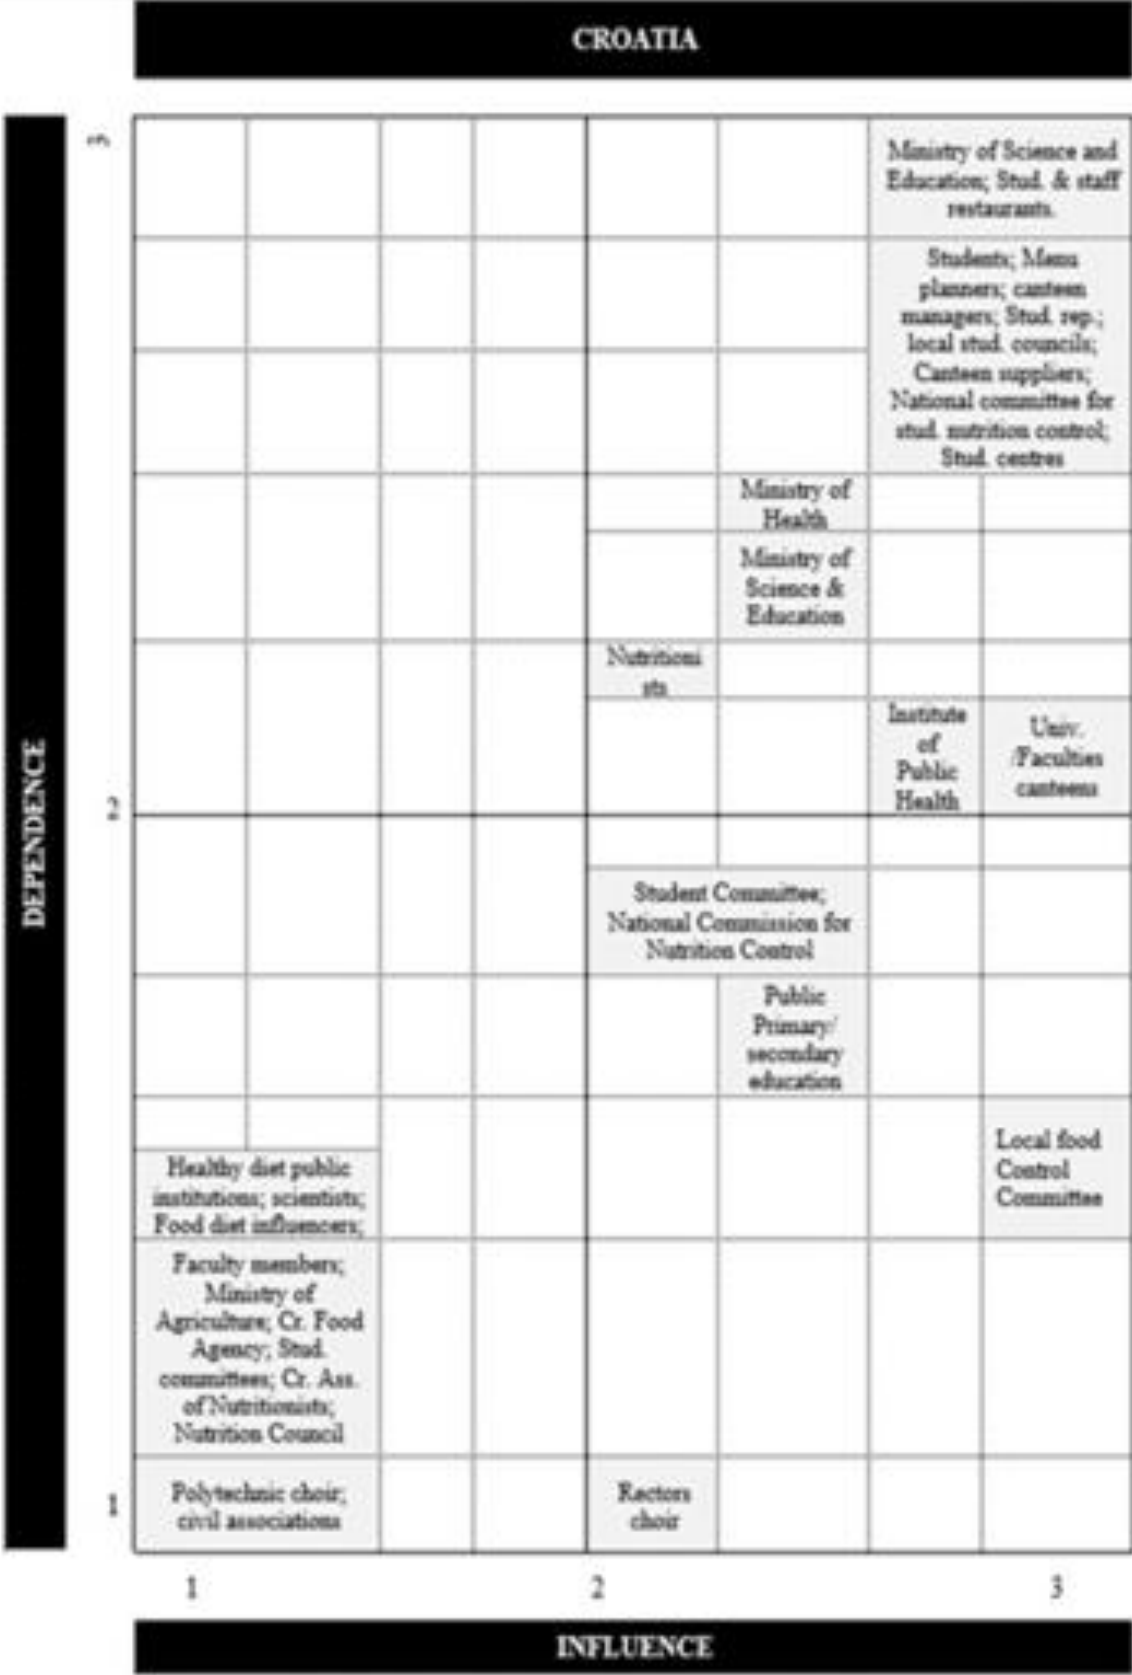 CROATIA
DEPENDENCE
3
Ministry of Science and
Education; Stud. & staff
restaurants.
Students; Menu
planners; canteen
managers; Stud. rep.;
local stud. councils;
Canteen suppliers;
National committee for
stud. nutrition control;
Stud. centres
Ministry of
Health
Ministry of
Science &
Education
Nutritioni
sts
Institute
of
Public
Health
Univ.
/Faculties
canteens
2
Student Committee;
National Commission for
Nutrition Control
Public
Primary/
secondary
education
Local food
Control
Committee
Healthy diet public
institutions; scientists;
Food diet influencers;
Faculty members;
Ministry of
Agriculture; Cr. Food
Agency; Stud.
committees; Cr. Ass.
of Nutritionists;
Nutrition Council
1
Polytechnic choir;
civil associations
Rectors
choir
1
2
3
INFLUENCE